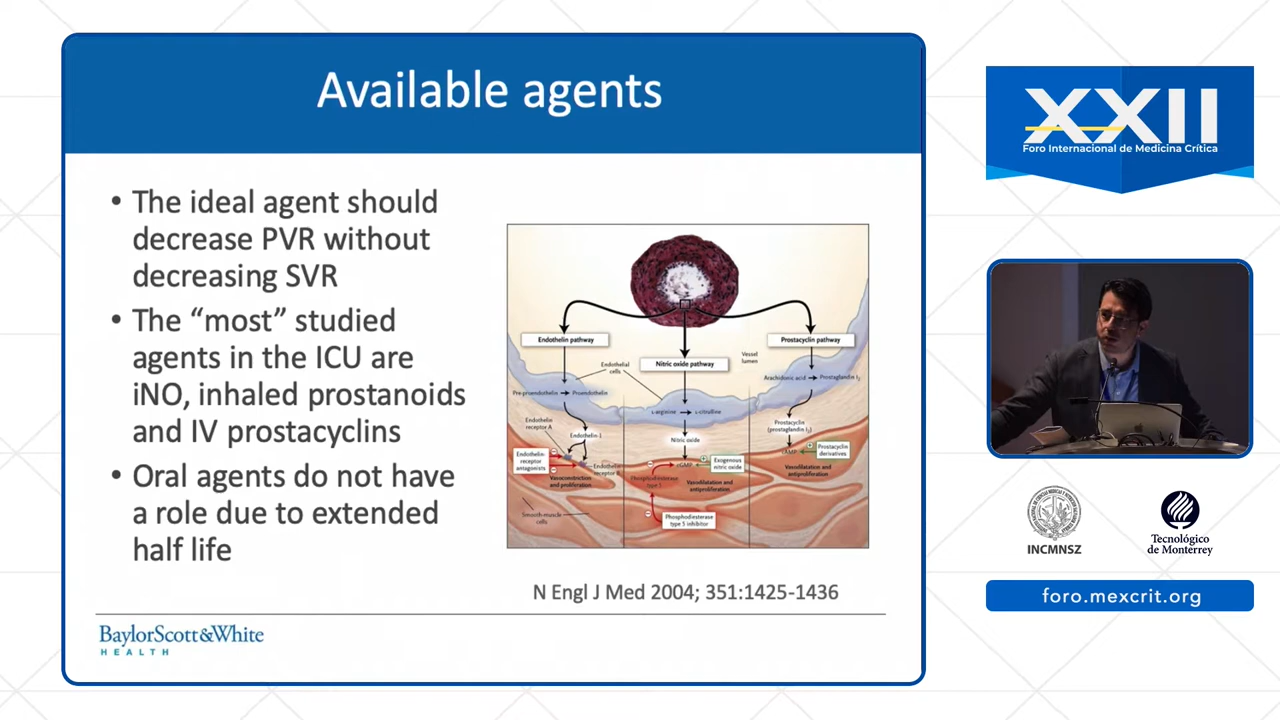 Available agents
• The ideal agent should
decrease PVR without
decreasing SVR
• The “most” studied
agents in the ICU are
iNO, inhaled prostanoids
and IV prostacyclins
• Oral agents do not have
a role due to extended
half life
Endothelin pathway
Nitric oxide pathway
Prostacyclin pathway
Vessel
lumen
Endothelial
cells
Arachidonic acid
Prostaglandin I2
Pre-proendothelin
Proendothelin
L-arginine
L-citrulline
Endothelin
receptor A
Endothelin-1
Nitric oxide
Prostacyclin
(prostaglandin I2)
Endothelin-
receptor
antagonists
Endothelin
receptor B
Vasoconstriction
and proliferation
cGMP
Exogenous
nitric oxide
cAMP
Prostacyclin
derivatives
Phosphodiesterase
type 5
Vasodilatation and
antiproliferation
Vasodilatation and
antiproliferation
Smooth-muscle
cells
Phosphodiesterase
type 5 inhibitor
N Engl J Med 2004; 351:1425-1436
BaylorScott&White
HEALTH
XXII
Foro Internacional de Medicina Crítica
INCMNSZ
Tecnológico
de Monterrey
foro.mexcrit.org